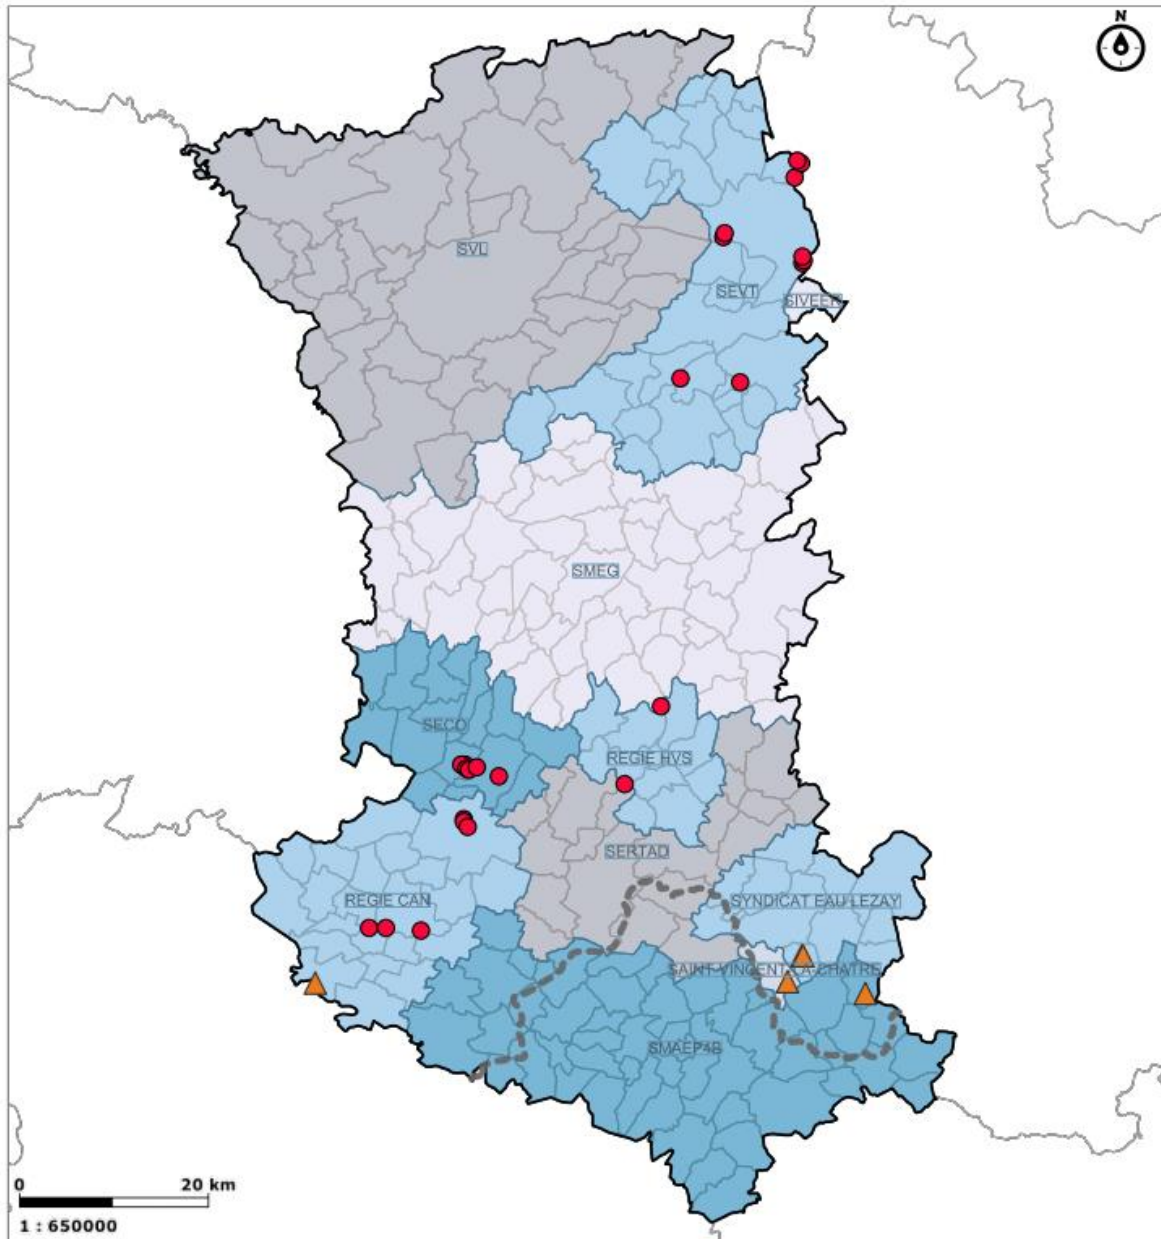 N
SVL
SEVT
SIVEER
SMEG
SECO
REGIE HVS
SERTAD
REGIE CAN
SYNDICAT EAU LEZAY
SAINT-VINCENT-LA-CHATRE
SMAEP4B
0 20 km
1 : 650000